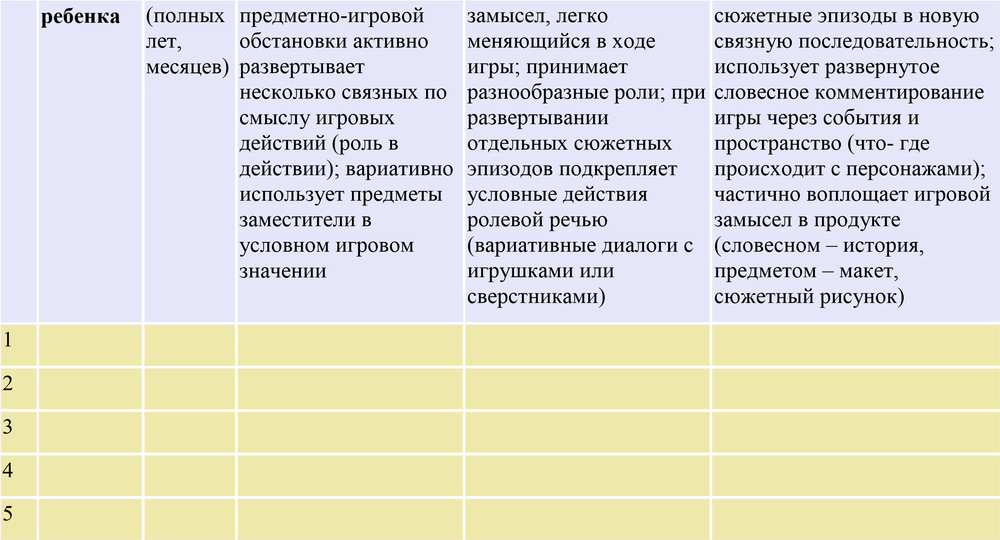 ребенка
(полных
лет,
месяцев)
предметно-игровой
обстановки активно
развертывает
несколько связных по
смыслу игровых
действий (роль в
действии); вариативно
использует предметы
заместители в
условном игровом
значении
замысел, легко
меняющийся в ходе
игры; принимает
разнообразные роли; при
развертывании
отдельных сюжетных
эпизодов подкрепляет
условные действия
ролевой речью
(вариативные диалоги с
игрушками или
сверстниками)
сюжетные эпизоды в новую
связную последовательность;
использует развернутое
словесное комментирование
игры через события и
пространство (что- где
происходит с персонажами);
частично воплощает игровой
замысел в продукте
(словесном – история,
предметом – макет,
сюжетный рисунок)
1
2
3
4
5